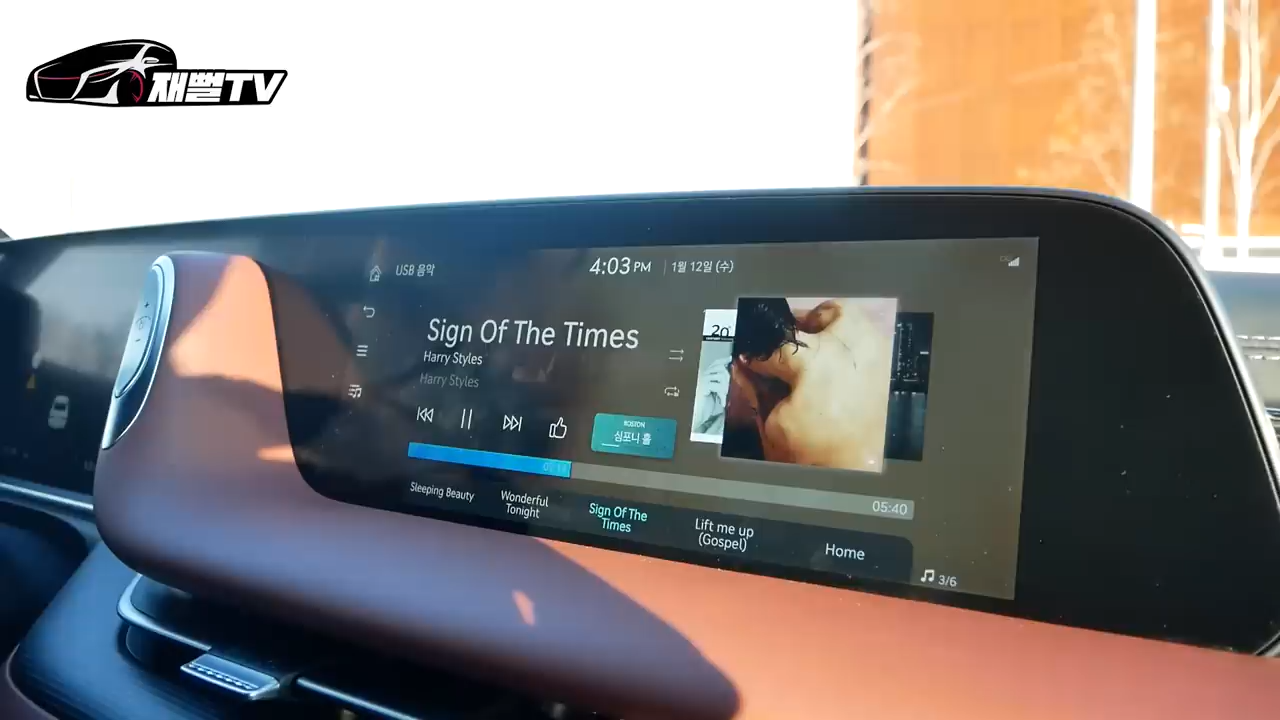 재뻘TV
USB 음악
4:03 PM
1월 12일 (수)
Sign Of The Times
Harry Styles
Harry Styles
BOSTON
심포니 홀
05:40
Sleeping Beauty
Wonderful
Tonight
Sign Of The
Times
Lift me up
(Gospel)
Home
3/6